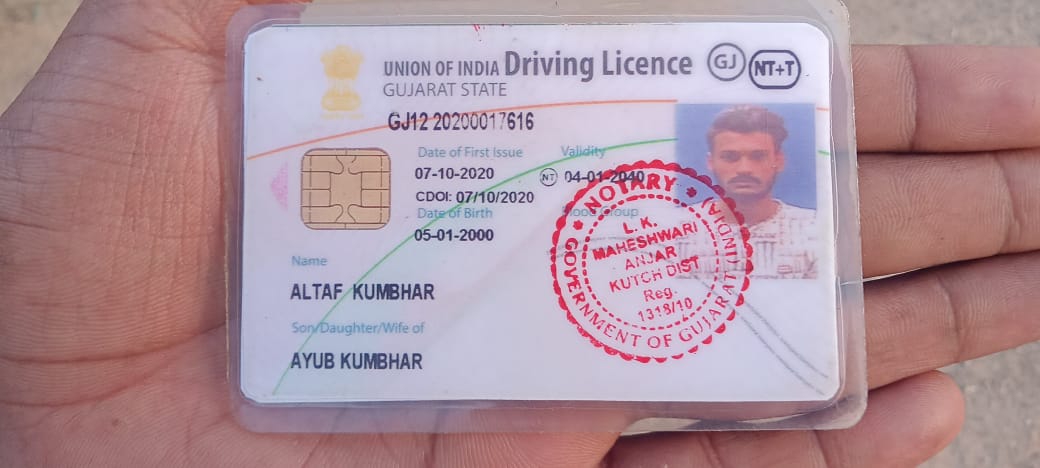 UNION OF INDIA Driving Licence GJ NT+T
GUJARAT STATE
GJ12 20200017616
Date of First Issue Validity
07-10-2020 NT 04-01-2040
CDOI: 07/10/2020
Date of Birth Blood Group
05-01-2000
Name
ALTAF KUMBHAR
Son/Daughter/Wife of
AYUB KUMBHAR
NOTARY
L. K.
MAHESHWARI
ANJAR
KUTCH DIST
Reg.
1318/10
GOVERNMENT OF GUJARAT (INDIA)